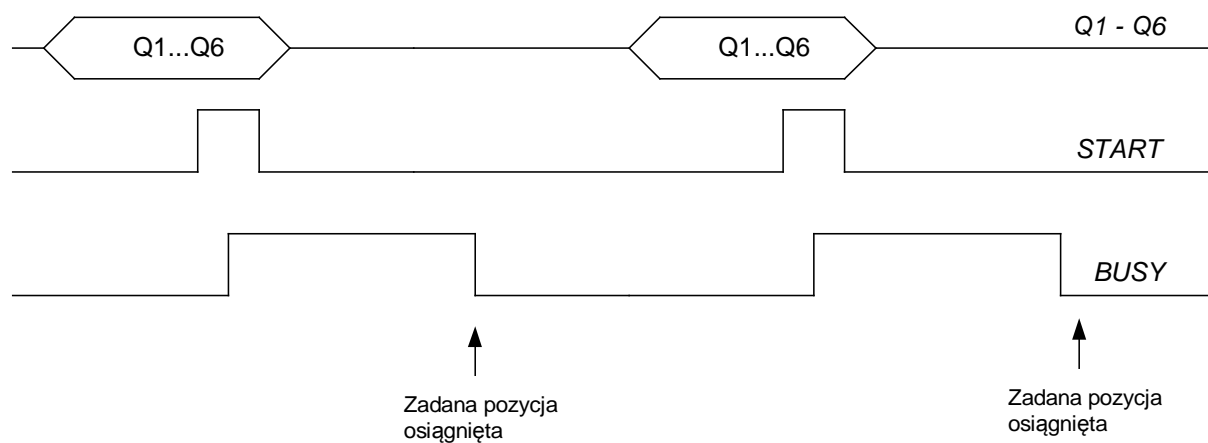 Q1...Q6
Q1...Q6
Q1 - Q6
START
BUSY
Zadana pozycja
osiągnięta
Zadana pozycja
osiągnięta